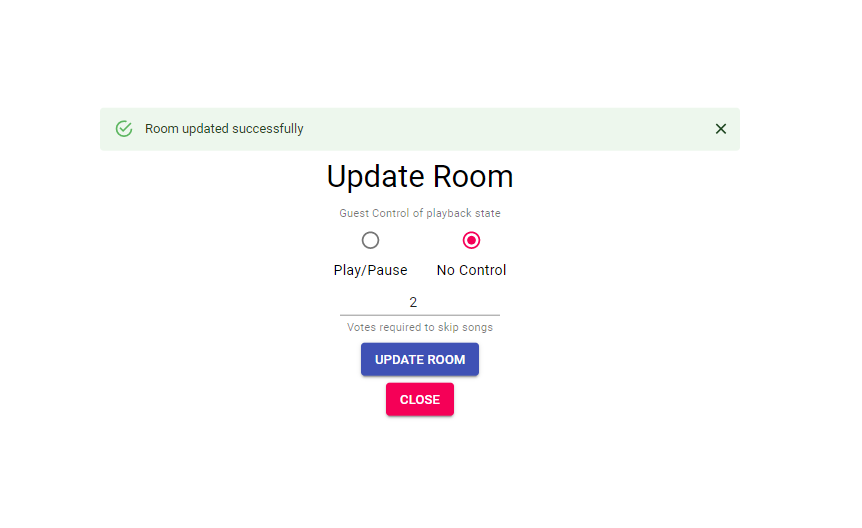 Room updated successfully
Update Room
Guest Control of playback state
Play/Pause No Control
2
Votes required to skip songs
UPDATE ROOM
CLOSE